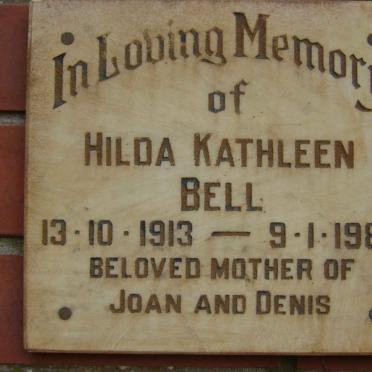 In Loving Memory
of
HILDA KATHLEEN
BELL
13·10·1913 — 9·1·198
BELOVED MOTHER OF
JOAN AND DENIS